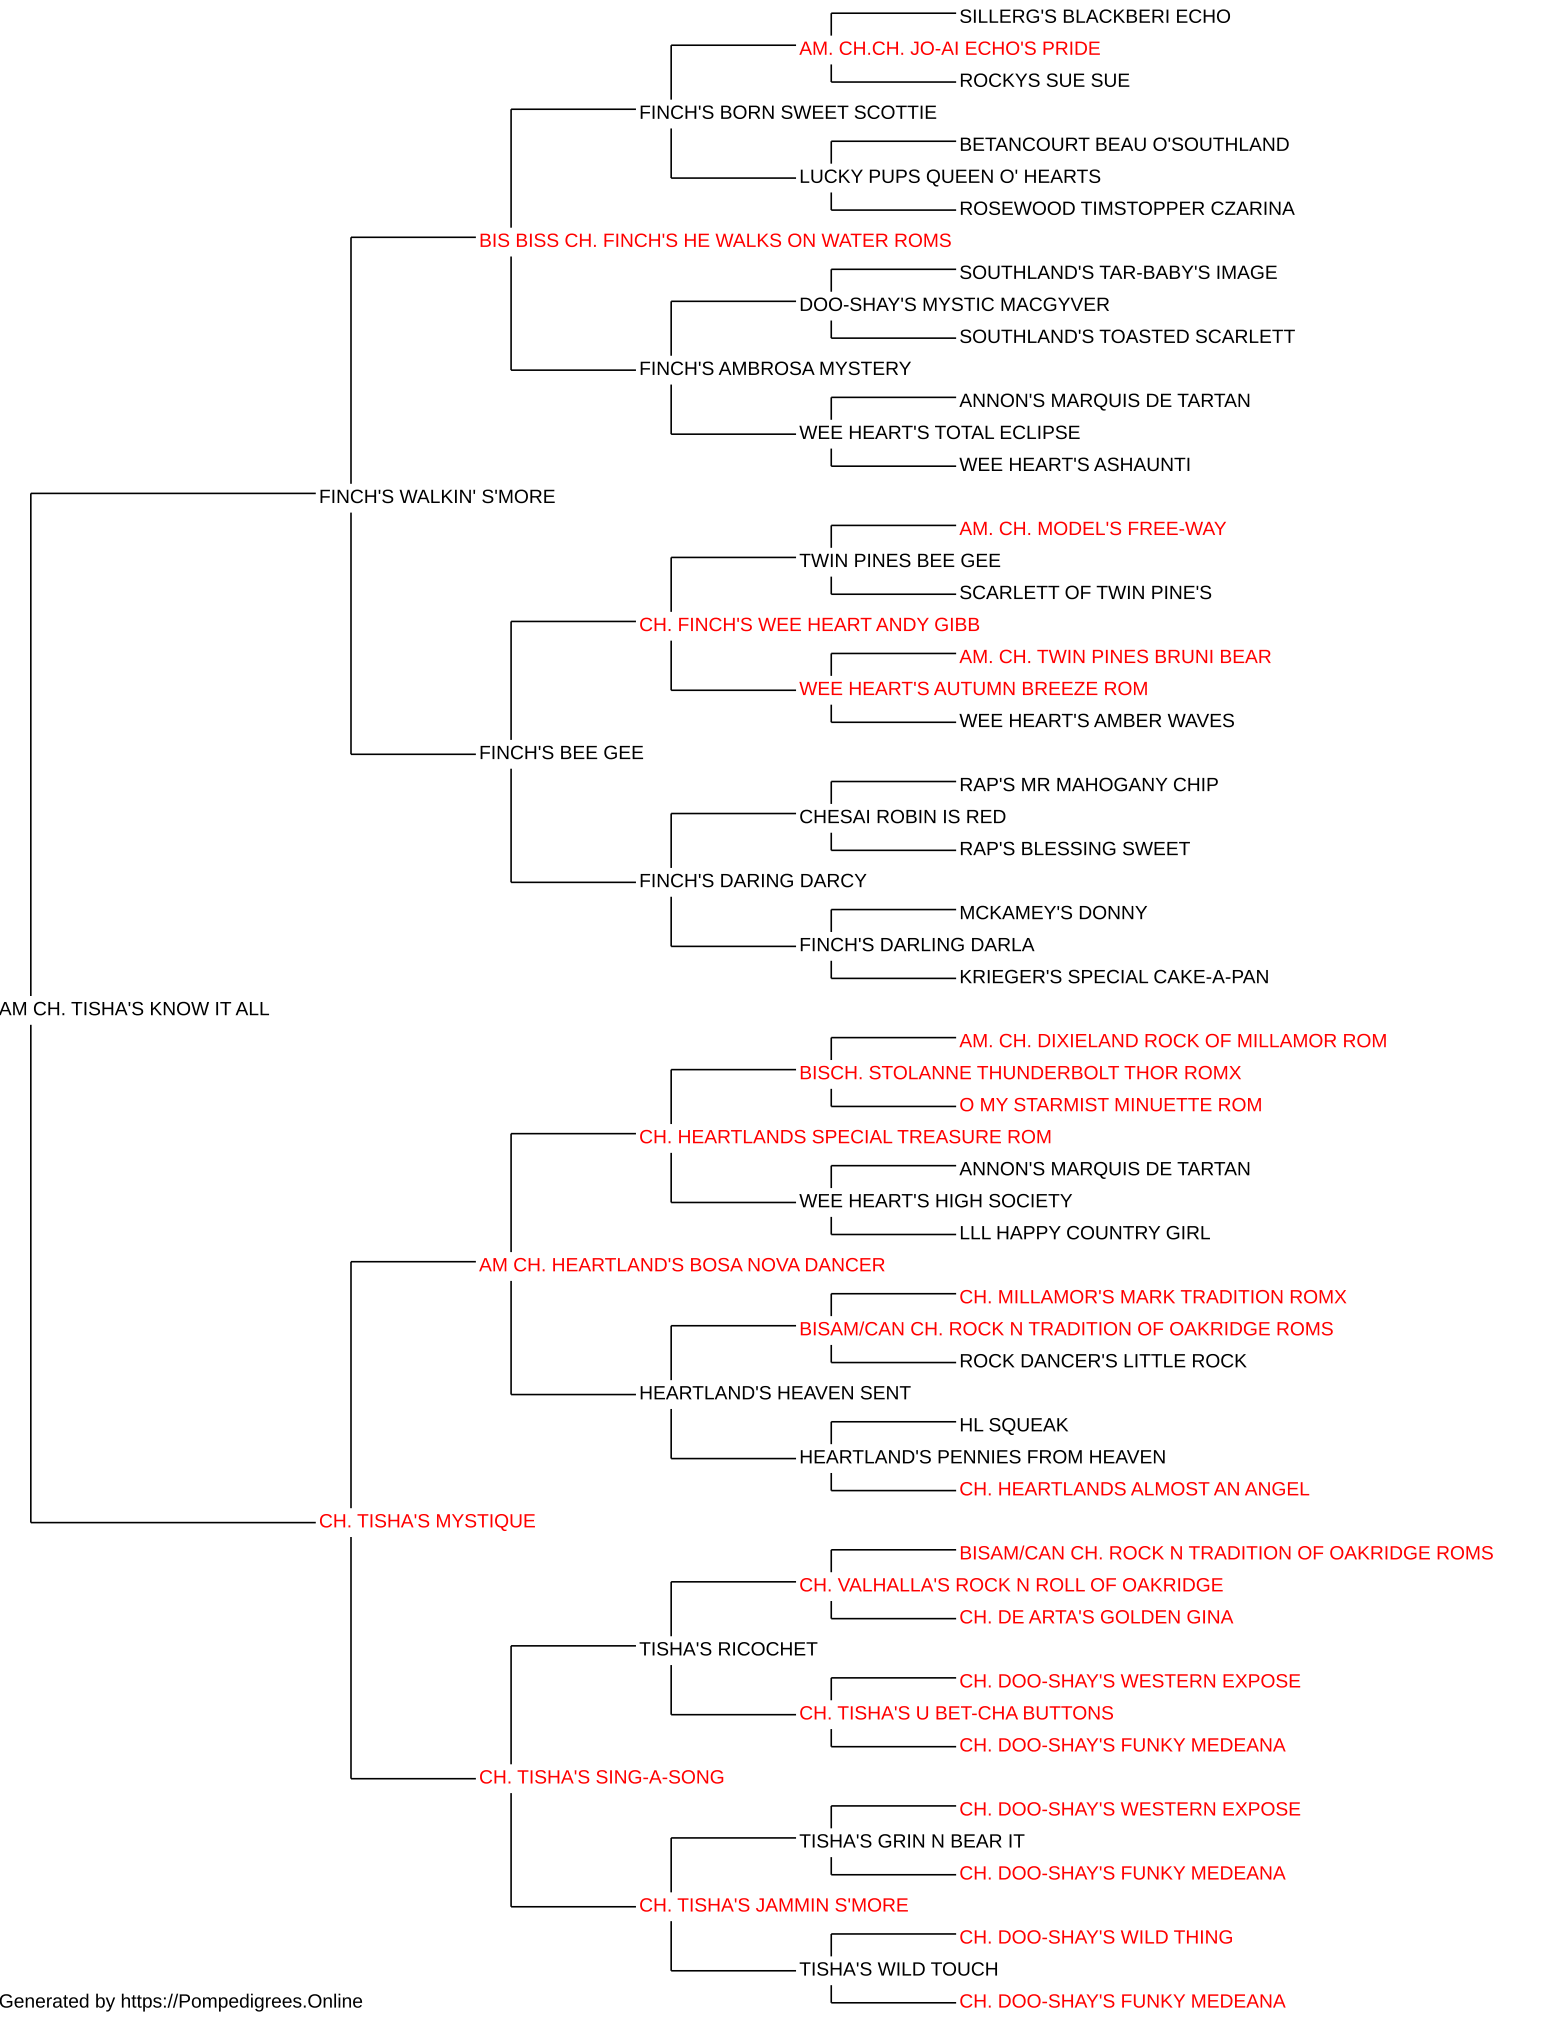 SILLERG'S BLACKBERI ECHO
AM. CH.CH. JO-AI ECHO'S PRIDE
ROCKYS SUE SUE
FINCH'S BORN SWEET SCOTTIE
BETANCOURT BEAU O'SOUTHLAND
LUCKY PUPS QUEEN O' HEARTS
ROSEWOOD TIMSTOPPER CZARINA
BIS BISS CH. FINCH'S HE WALKS ON WATER ROMS
SOUTHLAND'S TAR-BABY'S IMAGE
DOO-SHAY'S MYSTIC MACGYVER
SOUTHLAND'S TOASTED SCARLETT
FINCH'S AMBROSA MYSTERY
ANNON'S MARQUIS DE TARTAN
WEE HEART'S TOTAL ECLIPSE
WEE HEART'S ASHAUNTI
FINCH'S WALKIN' S'MORE
AM. CH. MODEL'S FREE-WAY
TWIN PINES BEE GEE
SCARLETT OF TWIN PINE'S
CH. FINCH'S WEE HEART ANDY GIBB
AM. CH. TWIN PINES BRUNI BEAR
WEE HEART'S AUTUMN BREEZE ROM
WEE HEART'S AMBER WAVES
FINCH'S BEE GEE
RAP'S MR MAHOGANY CHIP
CHESAI ROBIN IS RED
RAP'S BLESSING SWEET
FINCH'S DARING DARCY
MCKAMEY'S DONNY
FINCH'S DARLING DARLA
KRIEGER'S SPECIAL CAKE-A-PAN
AM CH. TISHA'S KNOW IT ALL
AM. CH. DIXIELAND ROCK OF MILLAMOR ROM
BISCH. STOLANNE THUNDERBOLT THOR ROMX
O MY STARMIST MINUETTE ROM
CH. HEARTLANDS SPECIAL TREASURE ROM
ANNON'S MARQUIS DE TARTAN
WEE HEART'S HIGH SOCIETY
LLL HAPPY COUNTRY GIRL
AM CH. HEARTLAND'S BOSA NOVA DANCER
CH. MILLAMOR'S MARK TRADITION ROMX
BISAM/CAN CH. ROCK N TRADITION OF OAKRIDGE ROMS
ROCK DANCER'S LITTLE ROCK
HEARTLAND'S HEAVEN SENT
HL SQUEAK
HEARTLAND'S PENNIES FROM HEAVEN
CH. HEARTLANDS ALMOST AN ANGEL
CH. TISHA'S MYSTIQUE
BISAM/CAN CH. ROCK N TRADITION OF OAKRIDGE ROMS
CH. VALHALLA'S ROCK N ROLL OF OAKRIDGE
CH. DE ARTA'S GOLDEN GINA
TISHA'S RICOCHET
CH. DOO-SHAY'S WESTERN EXPOSE
CH. TISHA'S U BET-CHA BUTTONS
CH. DOO-SHAY'S FUNKY MEDEANA
CH. TISHA'S SING-A-SONG
CH. DOO-SHAY'S WESTERN EXPOSE
TISHA'S GRIN N BEAR IT
CH. DOO-SHAY'S FUNKY MEDEANA
CH. TISHA'S JAMMIN S'MORE
CH. DOO-SHAY'S WILD THING
TISHA'S WILD TOUCH
CH. DOO-SHAY'S FUNKY MEDEANA
Generated by https://Pompedigrees.Online